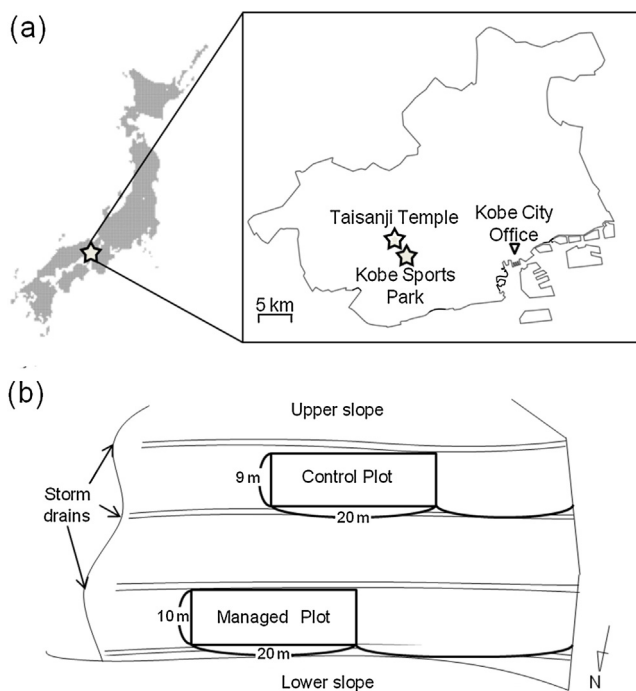 (a)
Taisanji Temple
Kobe City
Office
Kobe Sports
Park
5 km
(b)
Upper slope
9 m
Control Plot
Storm
drains
20 m
10 m
Managed Plot
20 m
Lower slope
N